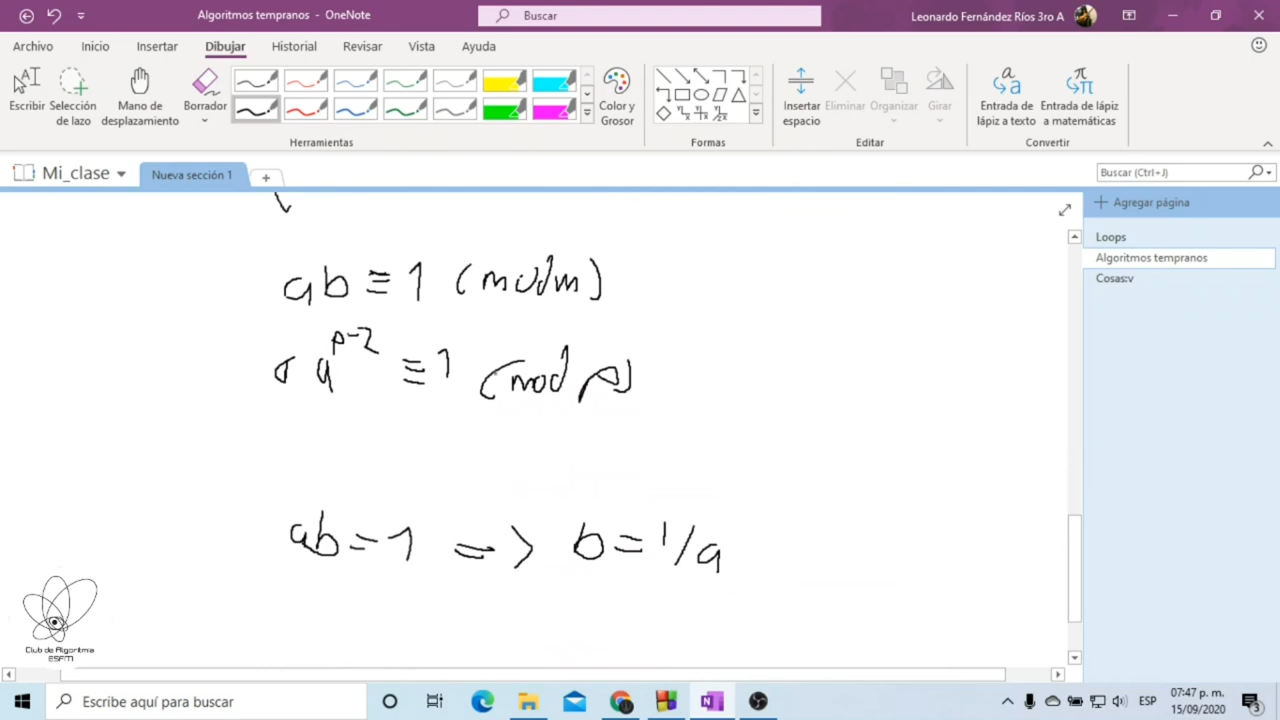 Algoritmos tempranos - OneNote
Buscar
Leonardo Fernández Ríos 3ro A
Archivo Inicio Insertar Dibujar Historial Revisar Vista Ayuda
Escribir
Selección de lazo
Mano de desplazamiento
Borrador
Color y Grosor
Insertar espacio
Eliminar
Organizar
Girar
Entrada de lápiz a texto
Entrada de lápiz a matemáticas
Herramientas
Formas
Editar
Convertir
Mi_clase
Nueva sección 1
Buscar (Ctrl+J)
Agregar página
Loops
Algoritmos tempranos
Cosas:v
ab ≡ 1 (mod m)
a^{p-2} ≡ 1 (mod p)
ab = 1 => b = 1/a
Club de Algoritmia
ESFM
Escribe aquí para buscar
ESP
07:47 p. m.
15/09/2020
3